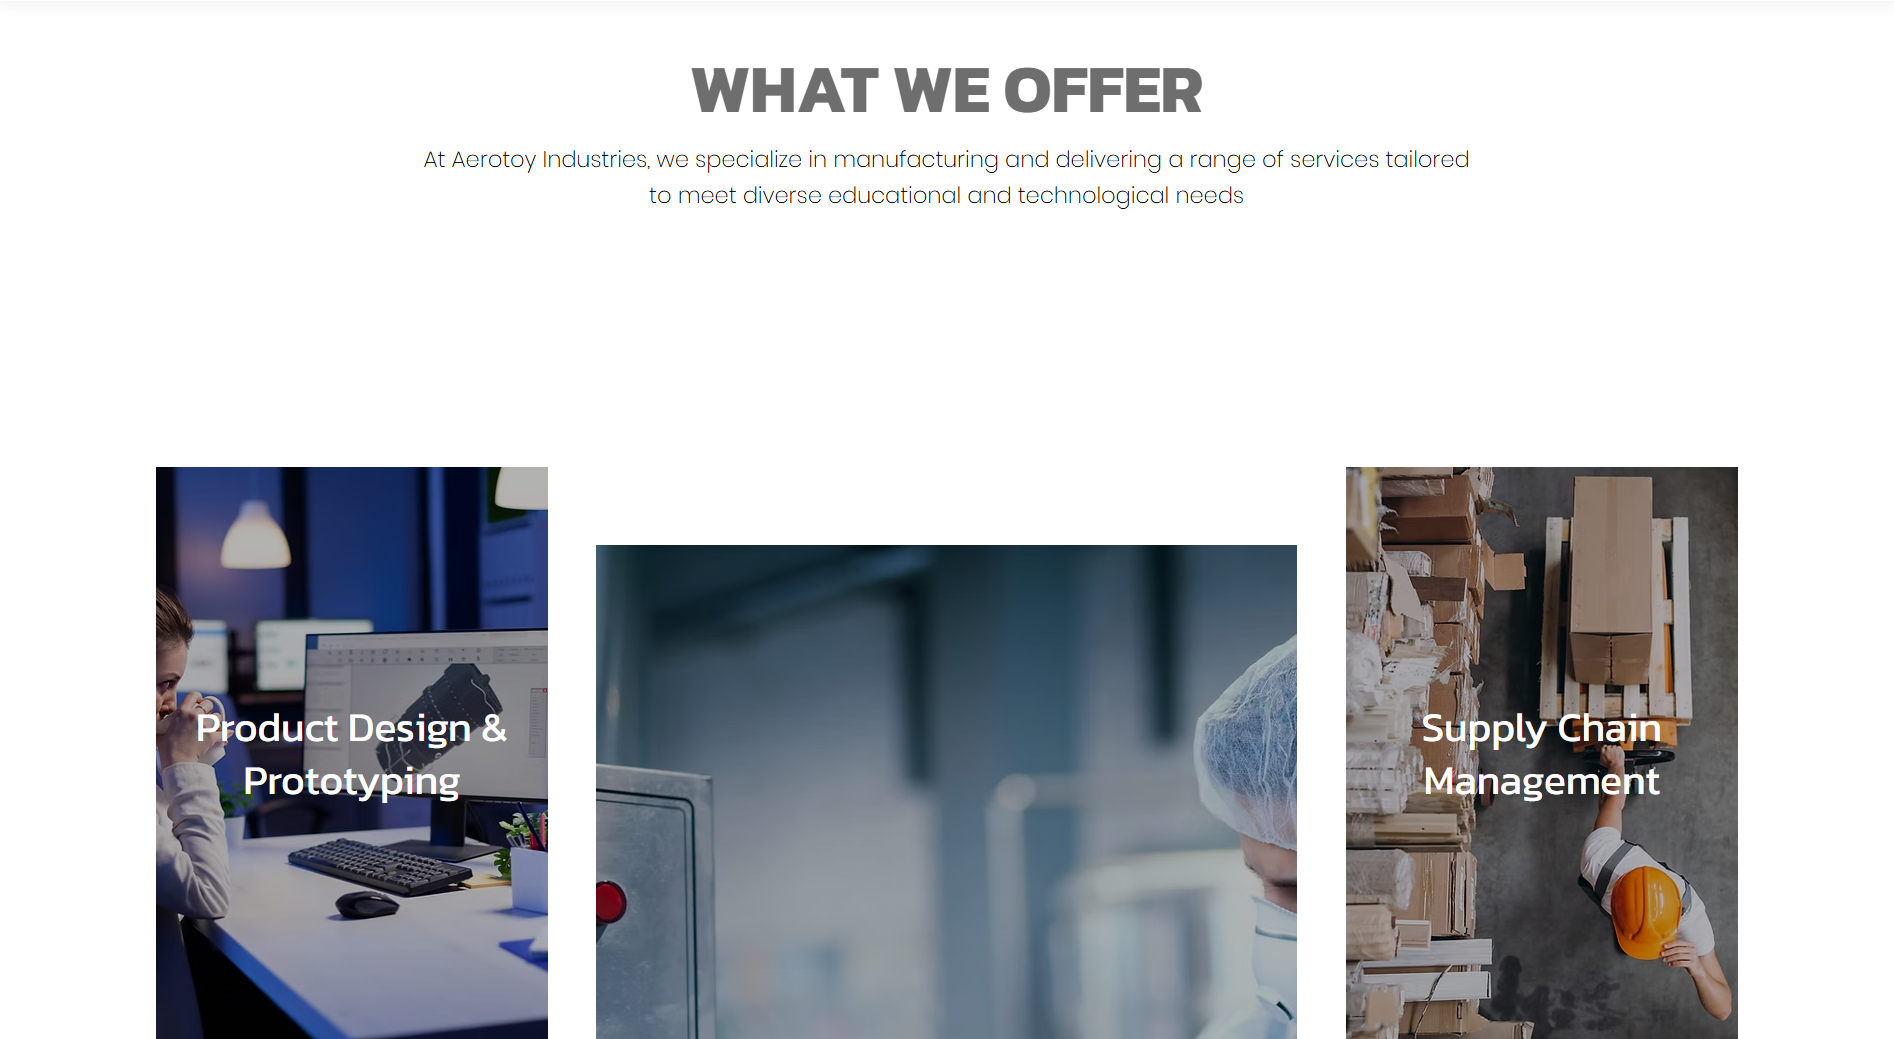 WHAT WE OFFER
At Aerotoy Industries, we specialize in manufacturing and delivering a range of services tailored
to meet diverse educational and technological needs
Product Design &
Prototyping
Supply Chain
Management